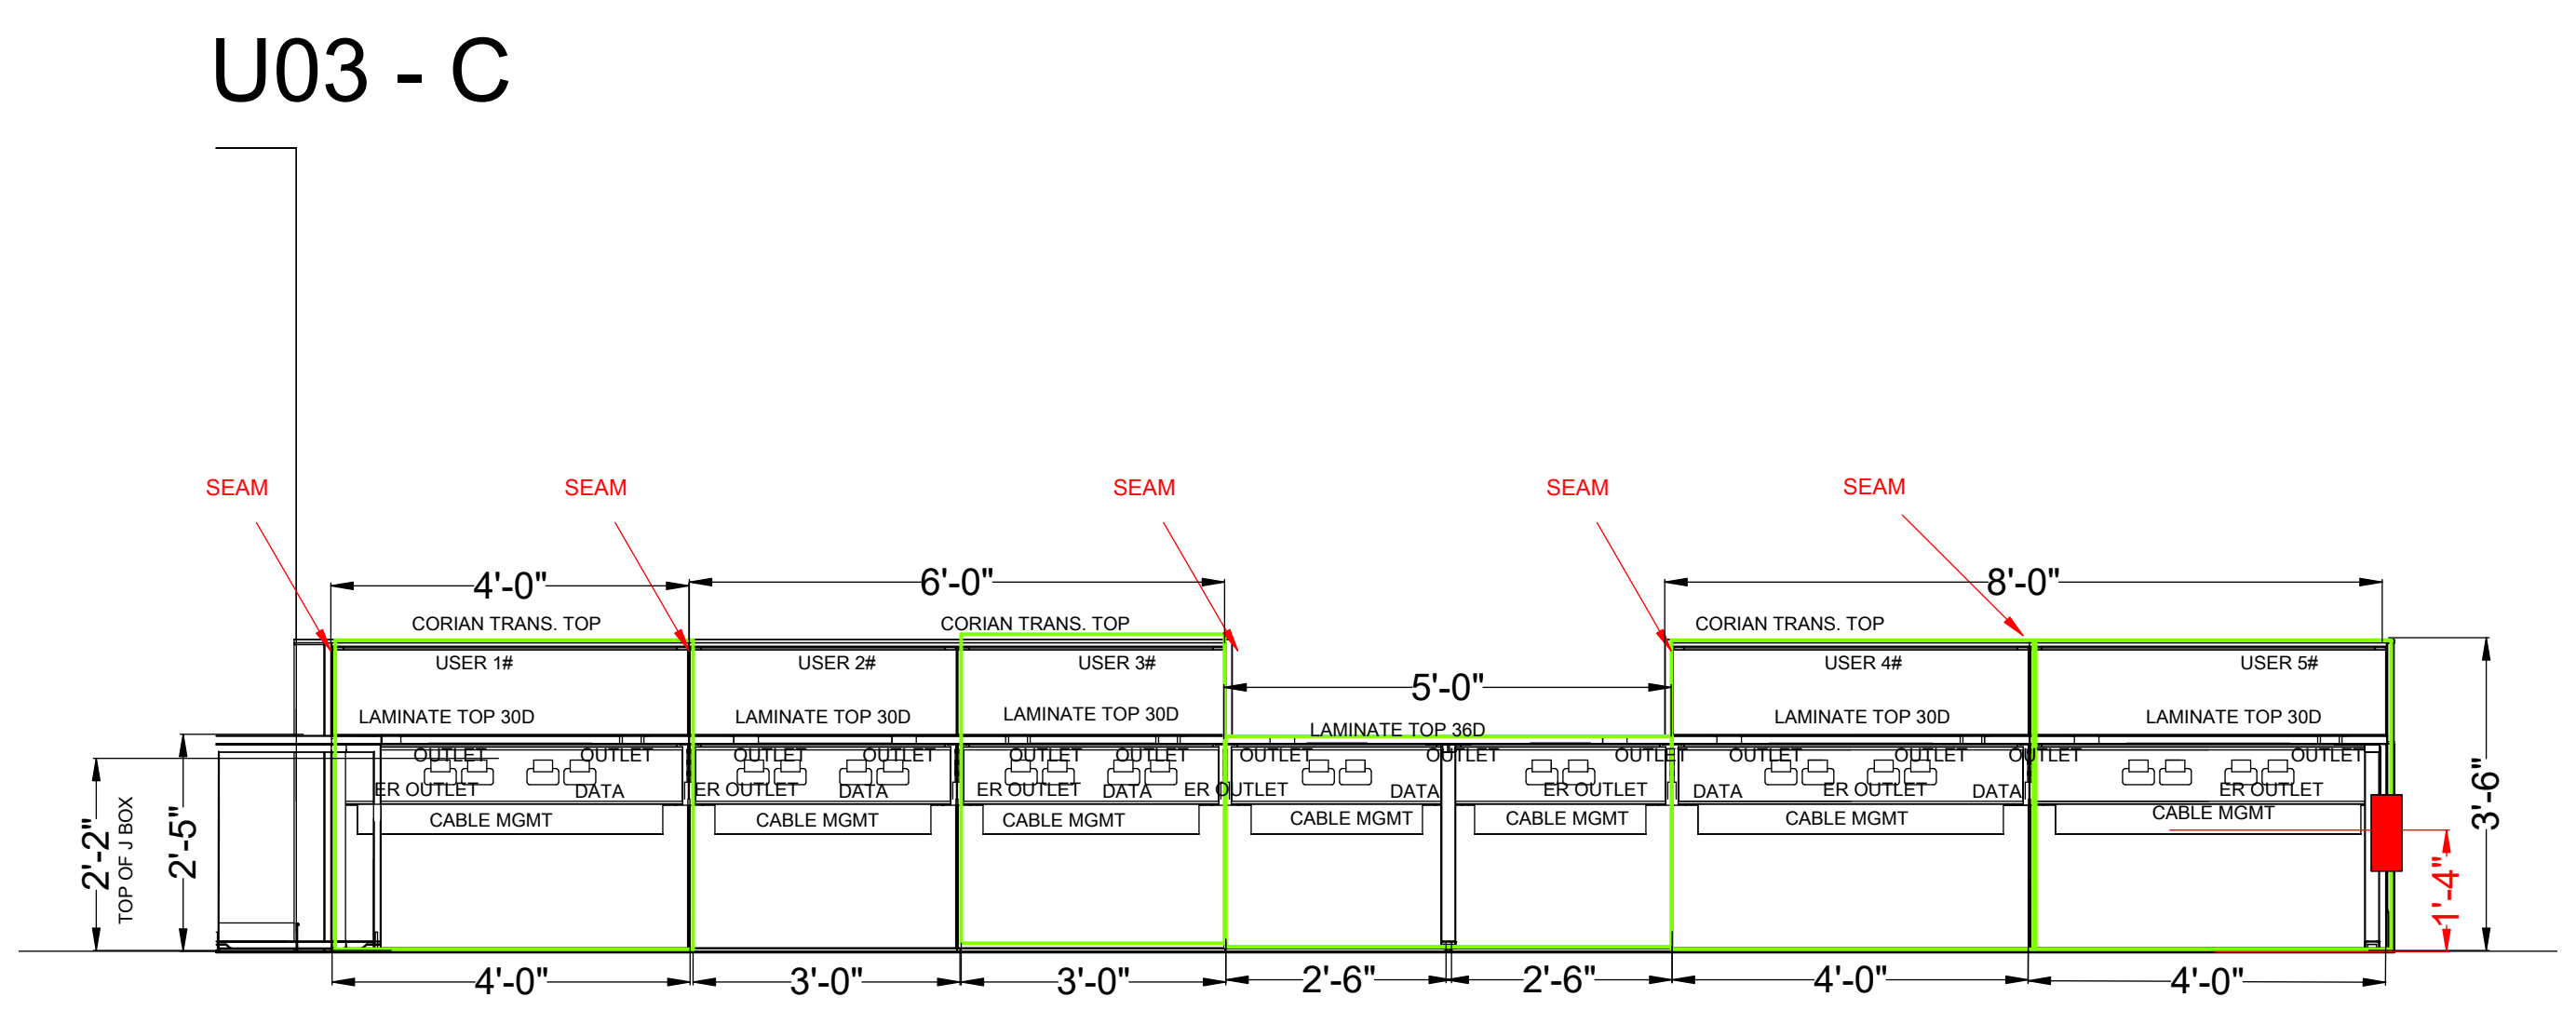 U03 - C
SEAM SEAM SEAM SEAM SEAM
4'-0" 6'-0" 8'-0"
CORIAN TRANS. TOP CORIAN TRANS. TOP CORIAN TRANS. TOP
USER 1# USER 2# USER 3# USER 4# USER 5#
5'-0"
LAMINATE TOP 30D LAMINATE TOP 30D LAMINATE TOP 30D LAMINATE TOP 36D LAMINATE TOP 30D LAMINATE TOP 30D
OUTLET OUTLET OUTLET OUTLET OUTLET OUTLET OUTLET OUTLET OUTLET OUTLET OUTLET OUTLET OUTLET
ER OUTLET DATA ER OUTLET DATA ER OUTLET DATA ER OUTLET DATA ER OUTLET DATA ER OUTLET DATA ER OUTLET
CABLE MGMT CABLE MGMT CABLE MGMT CABLE MGMT CABLE MGMT CABLE MGMT CABLE MGMT
2'-2"
TOP OF J BOX
2'-5"
3'-6"
1'-4"
4'-0" 3'-0" 3'-0" 2'-6" 2'-6" 4'-0" 4'-0"